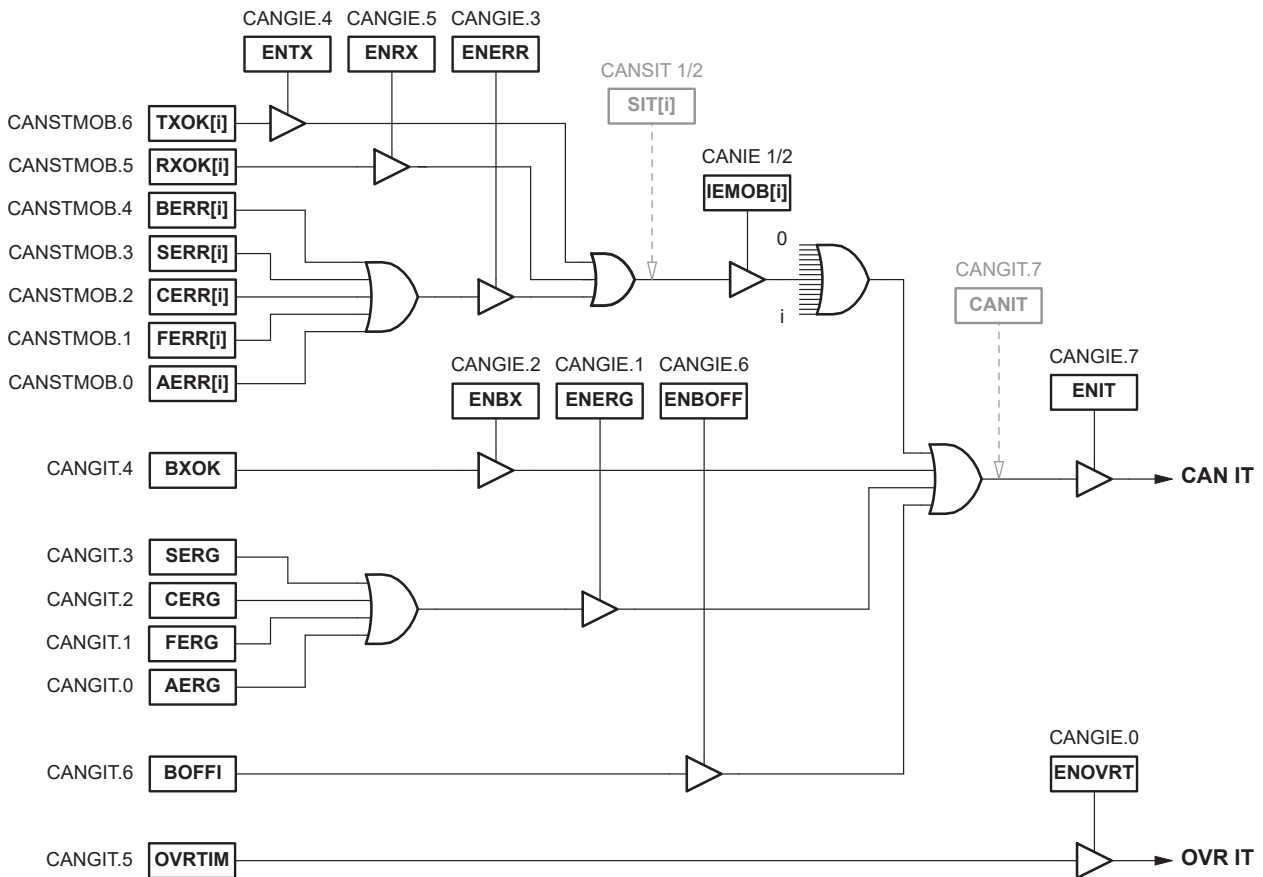 CANGIE.4 CANGIE.5 CANGIE.3
ENTX ENRX ENERR
CANSIT 1/2
SIT[i]
CANSTMOB.6 TXOK[i]
CANSTMOB.5 RXOK[i]
CANIE 1/2
IEMOB[i]
CANSTMOB.4 BERR[i]
CANSTMOB.3 SERR[i]
0
CANGIT.7
CANIT
CANSTMOB.2 CERR[i]
i
CANSTMOB.1 FERR[i]
CANGIE.2 CANGIE.1 CANGIE.6
CANGIE.7
CANSTMOB.0 AERR[i]
ENBX ENERG ENBOFF
ENIT
CANGIT.4 BXOK
CAN IT
CANGIT.3 SERG
CANGIT.2 CERG
CANGIT.1 FERG
CANGIT.0 AERG
CANGIE.0
CANGIT.6 BOFFI
ENOVRT
CANGIT.5 OVRTIM
OVR IT